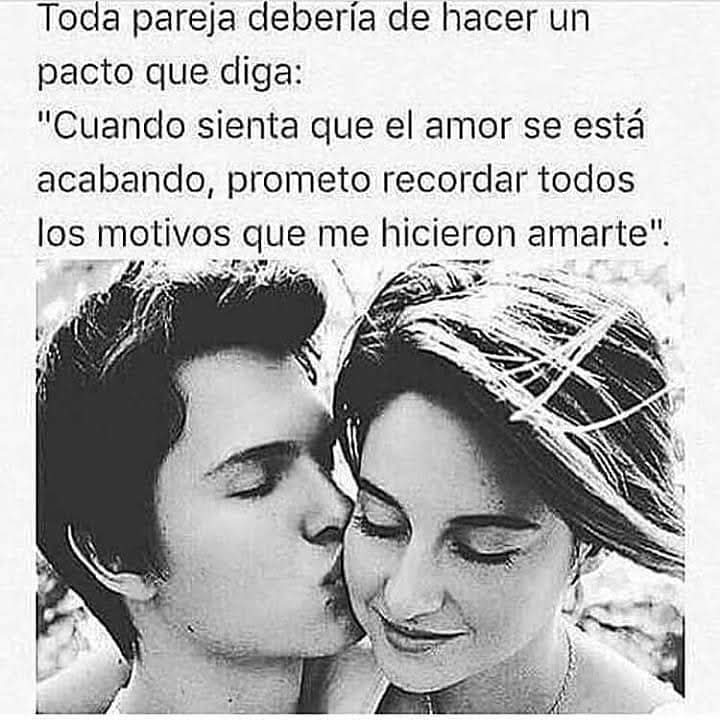 Toda pareja debería de hacer un
pacto que diga:
"Cuando sienta que el amor se está
acabando, prometo recordar todos
los motivos que me hicieron amarte".